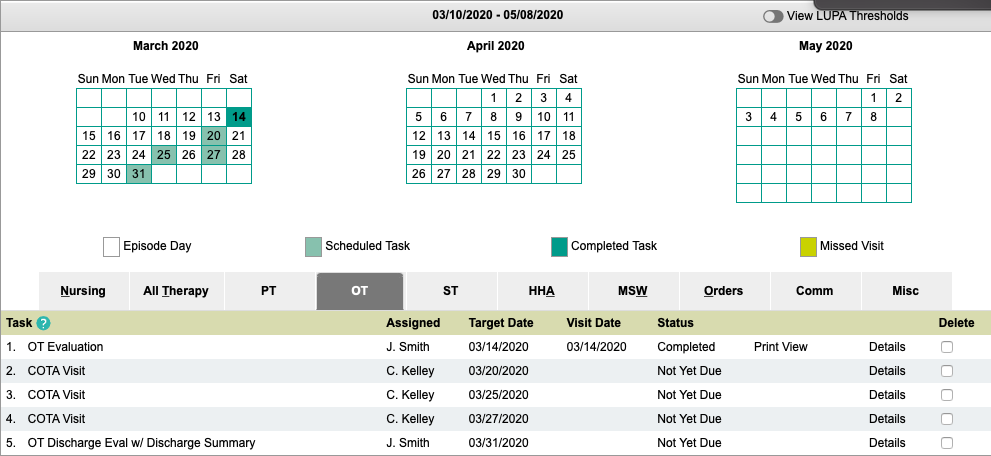 03/10/2020 - 05/08/2020 View LUPA Thresholds
March 2020 April 2020 May 2020
Sun Mon Tue Wed Thu Fri Sat Sun Mon Tue Wed Thu Fri Sat Sun Mon Tue Wed Thu Fri Sat
1 2 3 4 1 2
10 11 12 13 14 5 6 7 8 9 10 11 3 4 5 6 7 8
15 16 17 18 19 20 21 12 13 14 15 16 17 18
22 23 24 25 26 27 28 19 20 21 22 23 24 25
29 30 31 26 27 28 29 30
Episode Day Scheduled Task Completed Task Missed Visit
Nursing All Therapy PT OT ST HHA MSW Orders Comm Misc
Task ? Assigned Target Date Visit Date Status Delete
1. OT Evaluation J. Smith 03/14/2020 03/14/2020 Completed Print View Details
2. COTA Visit C. Kelley 03/20/2020 Not Yet Due Details
3. COTA Visit C. Kelley 03/25/2020 Not Yet Due Details
4. COTA Visit C. Kelley 03/27/2020 Not Yet Due Details
5. OT Discharge Eval w/ Discharge Summary J. Smith 03/31/2020 Not Yet Due Details